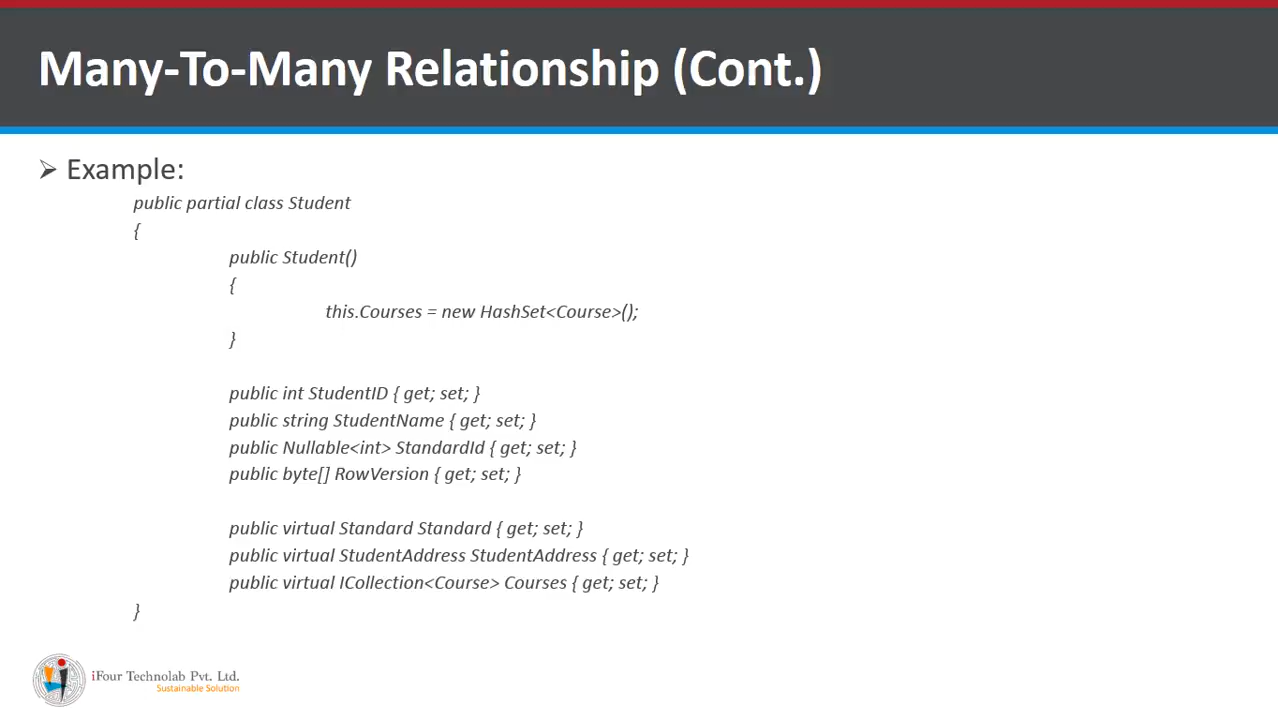 Many-To-Many Relationship (Cont.)
➢ Example:
public partial class Student
{
public Student()
{
this.Courses = new HashSet<Course>();
}
public int StudentID { get; set; }
public string StudentName { get; set; }
public Nullable<int> StandardId { get; set; }
public byte[] RowVersion { get; set; }
public virtual Standard Standard { get; set; }
public virtual StudentAddress StudentAddress { get; set; }
public virtual ICollection<Course> Courses { get; set; }
}
iFour Technolab Pvt. Ltd.
Sustainable Solution